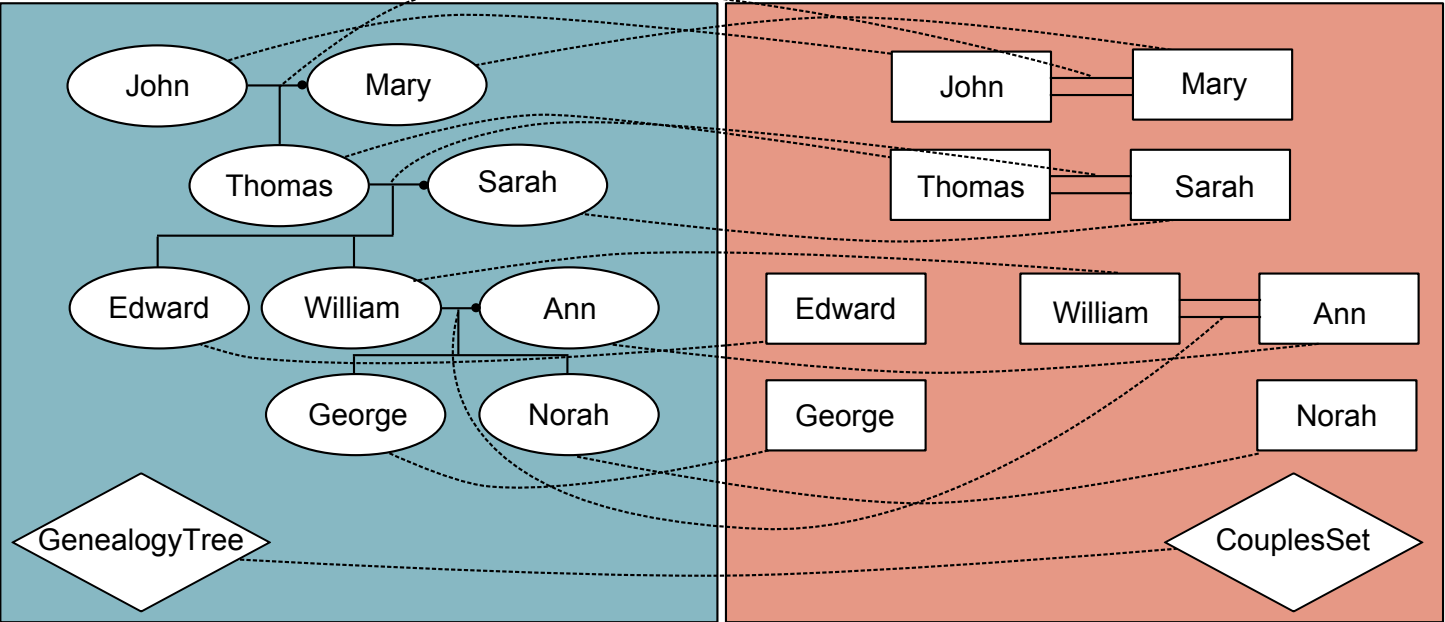 John
Mary
Thomas
Sarah
Edward
William
Ann
George
Norah
GenealogyTree
John
Mary
Thomas
Sarah
Edward
William
Ann
George
Norah
CouplesSet